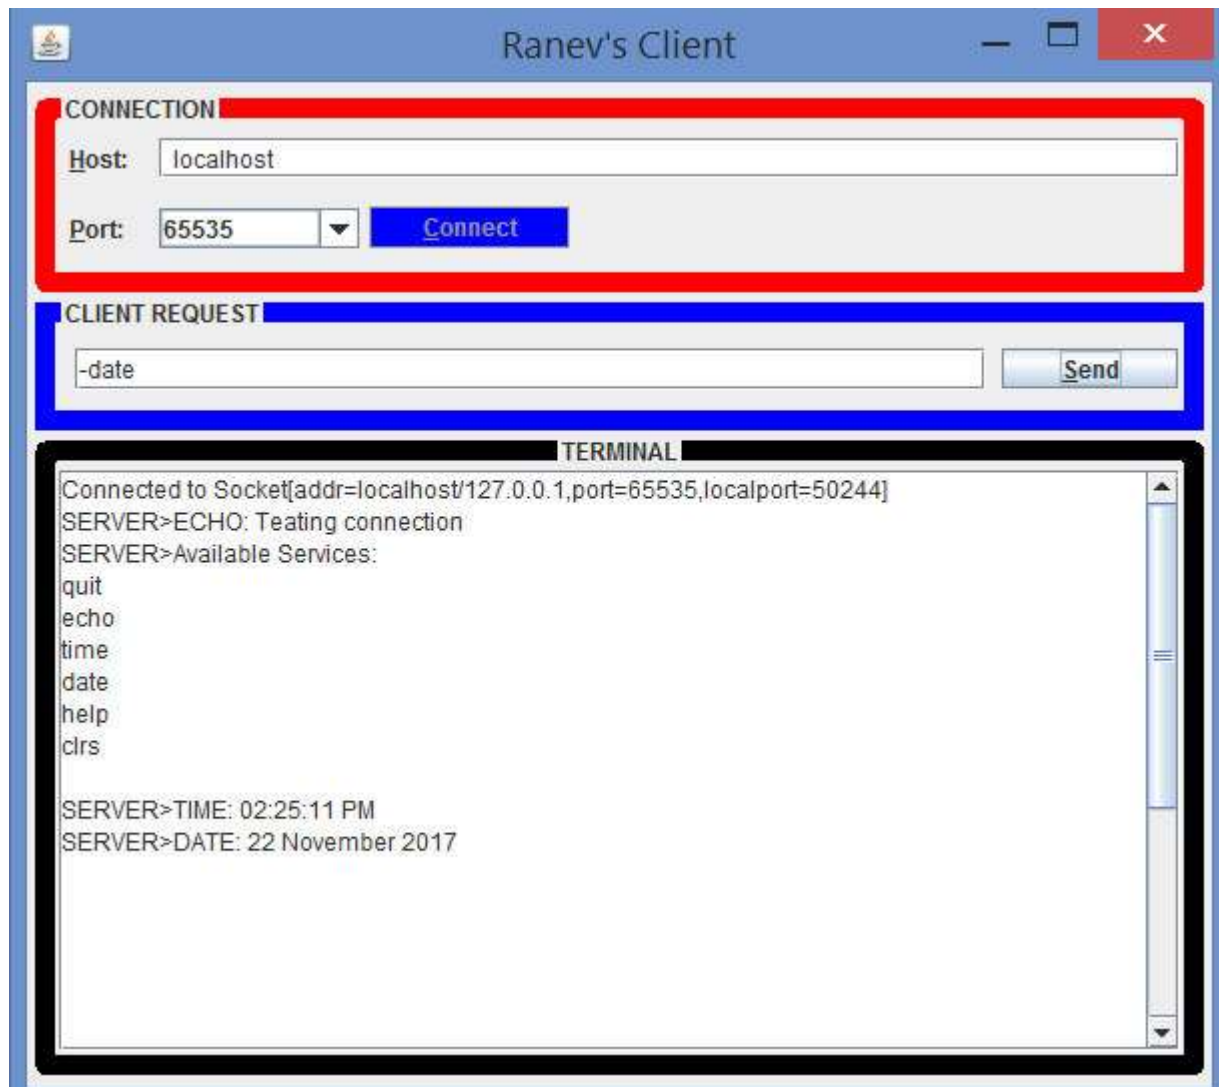 Ranev's Client
CONNECTION
Host: localhost
Port: 65535 Connect
CLIENT REQUEST
-date Send
TERMINAL
Connected to Socket[addr=localhost/127.0.0.1,port=65535,localport=50244]
SERVER>ECHO: Teating connection
SERVER>Available Services:
quit
echo
time
date
help
clrs
SERVER>TIME: 02:25:11 PM
SERVER>DATE: 22 November 2017